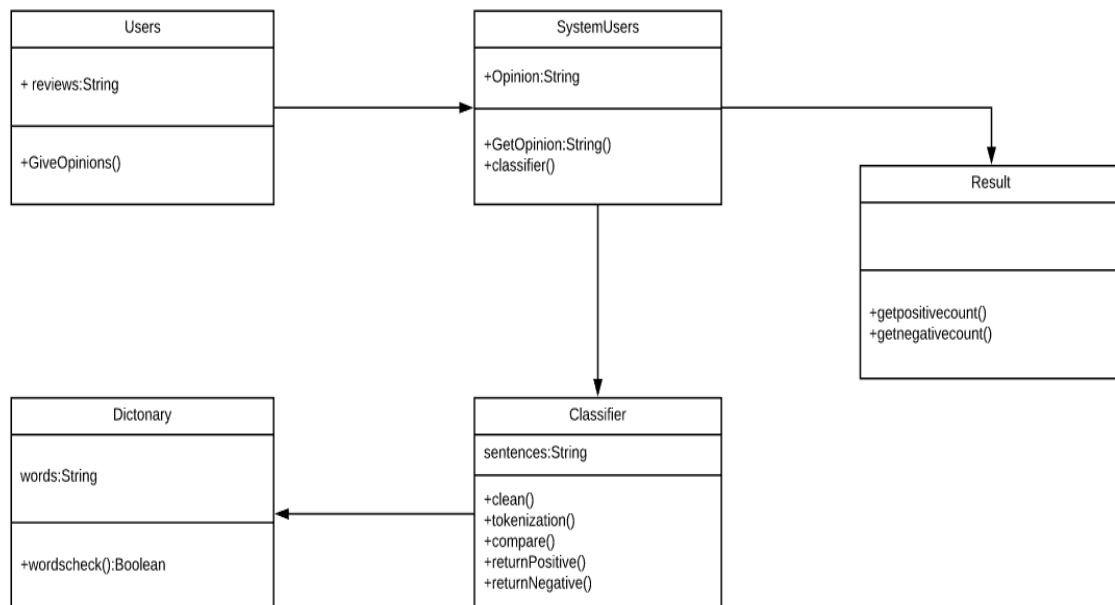 Users
+ reviews:String
+GiveOpinions()
SystemUsers
+Opinion:String
+GetOpinion:String()
+classifier()
Result
+getpositivecount()
+getnegativecount()
Dictonary
words:String
+wordscheck():Boolean
Classifier
sentences:String
+clean()
+tokenization()
+compare()
+returnPositive()
+returnNegative()